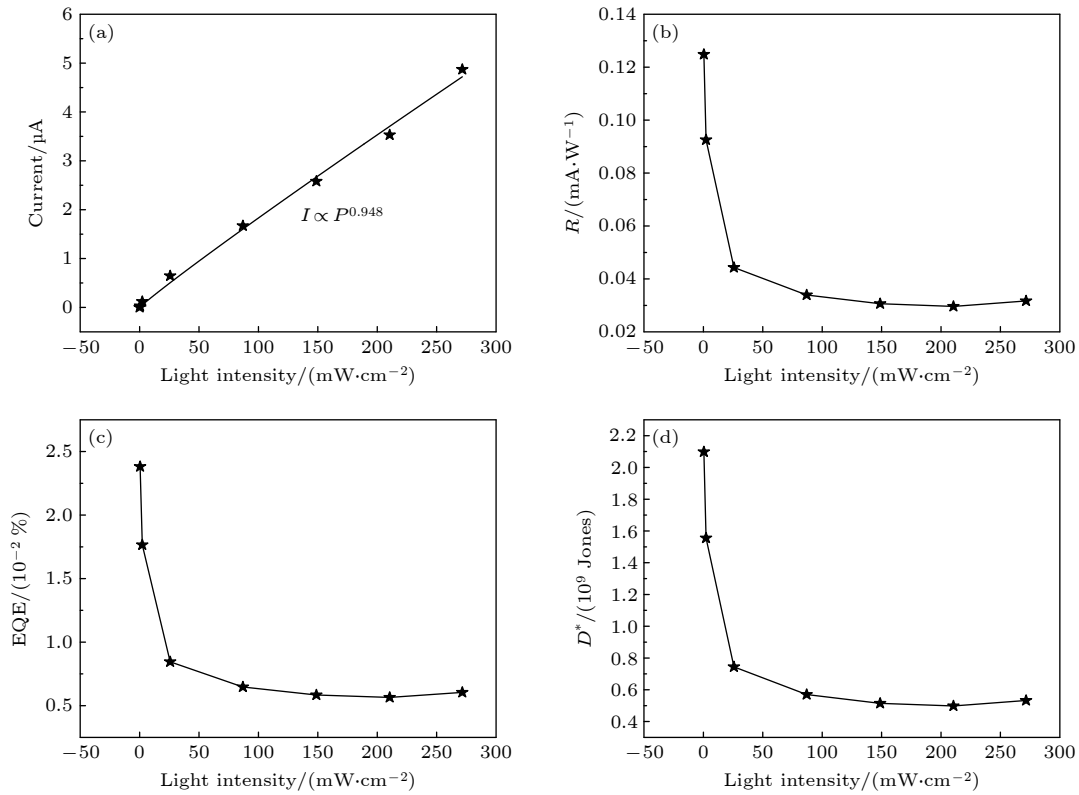 (a)
6
5
4
3
2
1
0
Current/μA
I ∝ P^0.948
−50 0 50 100 150 200 250 300
Light intensity/(mW·cm−2)
(b)
0.14
0.12
0.10
0.08
0.06
0.04
0.02
R/(mA·W−1)
−50 0 50 100 150 200 250 300
Light intensity/(mW·cm−2)
(c)
2.5
2.0
1.5
1.0
0.5
EQE/(10−2 %)
−50 0 50 100 150 200 250 300
Light intensity/(mW·cm−2)
(d)
2.2
2.0
1.8
1.6
1.4
1.2
1.0
0.8
0.6
0.4
D*/(109 Jones)
−50 0 50 100 150 200 250 300
Light intensity/(mW·cm−2)